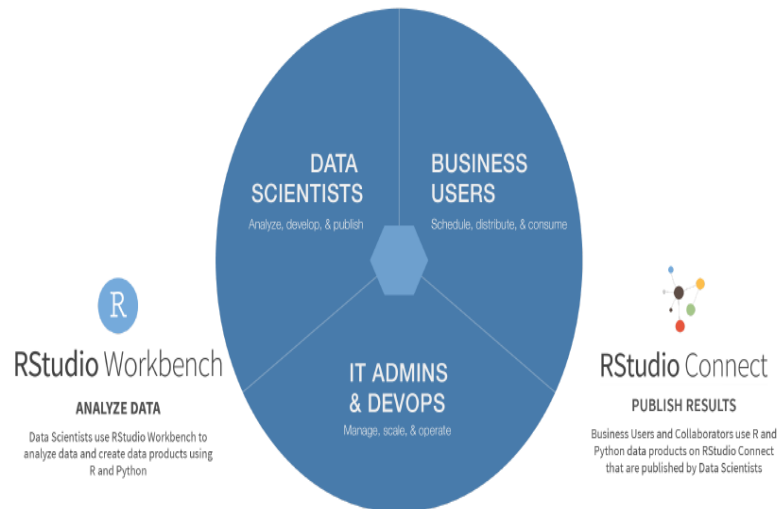 DATA
SCIENTISTS
Analyze, develop, & publish
BUSINESS
USERS
Schedule, distribute, & consume
IT ADMINS
& DEVOPS
Manage, scale, & operate
R
RStudio Workbench
ANALYZE DATA
Data Scientists use RStudio Workbench to
analyze data and create data products using
R and Python
RStudio Connect
PUBLISH RESULTS
Business Users and Collaborators use R and
Python data products on RStudio Connect
that are published by Data Scientists